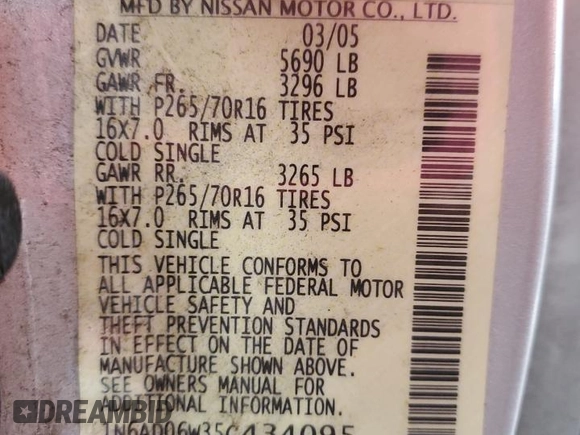 MFD BY NISSAN MOTOR CO., LTD.
DATE 03/05
GVWR 5690 LB
GAWR FR. 3296 LB
WITH P265/70R16 TIRES
16X7.0 RIMS AT 35 PSI
COLD SINGLE
GAWR RR. 3265 LB
WITH P265/70R16 TIRES
16X7.0 RIMS AT 35 PSI
COLD SINGLE
THIS VEHICLE CONFORMS TO
ALL APPLICABLE FEDERAL MOTOR
VEHICLE SAFETY AND
THEFT PREVENTION STANDARDS
IN EFFECT ON THE DATE OF
MANUFACTURE SHOWN ABOVE.
SEE OWNERS MANUAL FOR
ADDITIONAL INFORMATION.
1N6AD06W35C434095
DREAMBID